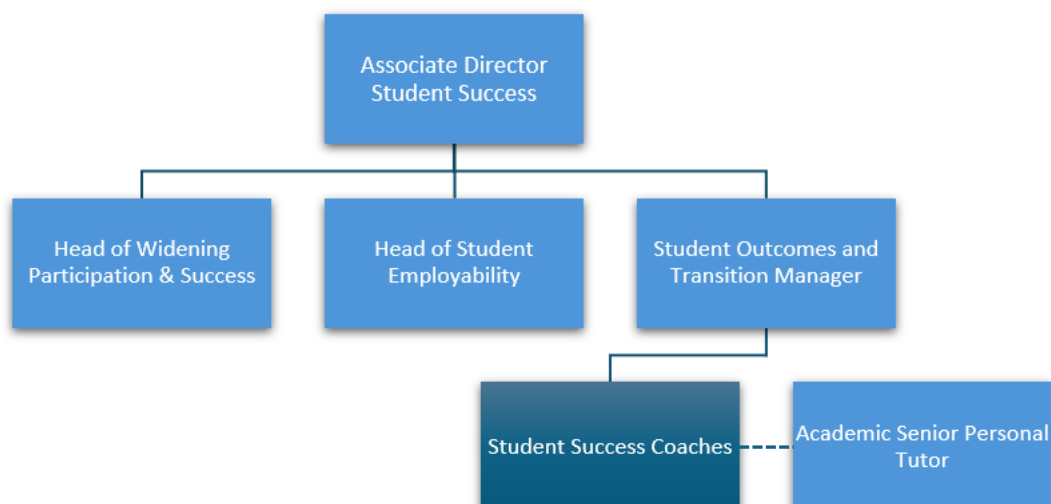 Associate Director
Student Success
Head of Widening
Participation & Success
Head of Student
Employability
Student Outcomes and
Transition Manager
Student Success Coaches
Academic Senior Personal
Tutor